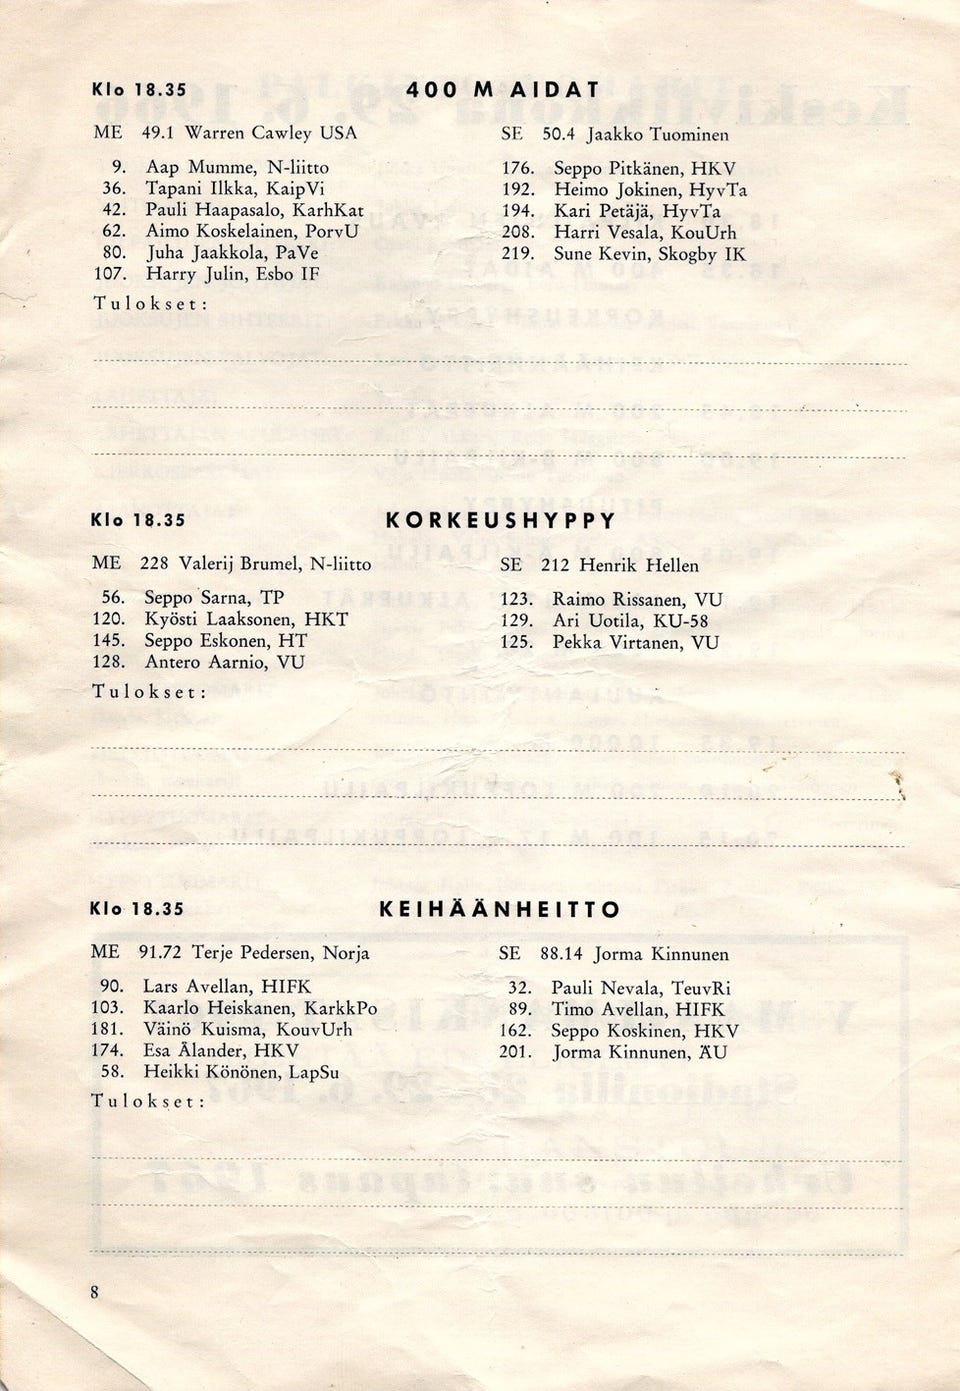 Klo 18.35 400 M AIDAT
ME 49.1 Warren Cawley USA SE 50.4 Jaakko Tuominen
9. Aap Mumme, N-liitto
36. Tapani Ilkka, KaipVi
42. Pauli Haapasalo, KarhKat
62. Aimo Koskelainen, PorvU
80. Juha Jaakkola, PaVe
107. Harry Julin, Esbo IF
176. Seppo Pitkänen, HKV
192. Heimo Jokinen, HyvTa
194. Kari Petäjä, HyvTa
208. Harri Vesala, KouUrh
219. Sune Kevin, Skogby IK
Tulokset:
Klo 18.35 KORKEUSHYPPY
ME 228 Valerij Brumel, N-liitto SE 212 Henrik Hellen
56. Seppo Sarna, TP
120. Kyösti Laaksonen, HKT
145. Seppo Eskonen, HT
128. Antero Aarnio, VU
123. Raimo Rissanen, VU
129. Ari Uotila, KU-58
125. Pekka Virtanen, VU
Tulokset:
Klo 18.35 KEIHÄÄNHEITTO
ME 91.72 Terje Pedersen, Norja SE 88.14 Jorma Kinnunen
90. Lars Avellan, HIFK
103. Kaarlo Heiskanen, KarkkPo
181. Väinö Kuisma, KouvUrh
174. Esa Älander, HKV
58. Heikki Könönen, LapSu
32. Pauli Nevala, TeuvRi
89. Timo Avellan, HIFK
162. Seppo Koskinen, HKV
201. Jorma Kinnunen, ÄU
Tulokset:
8